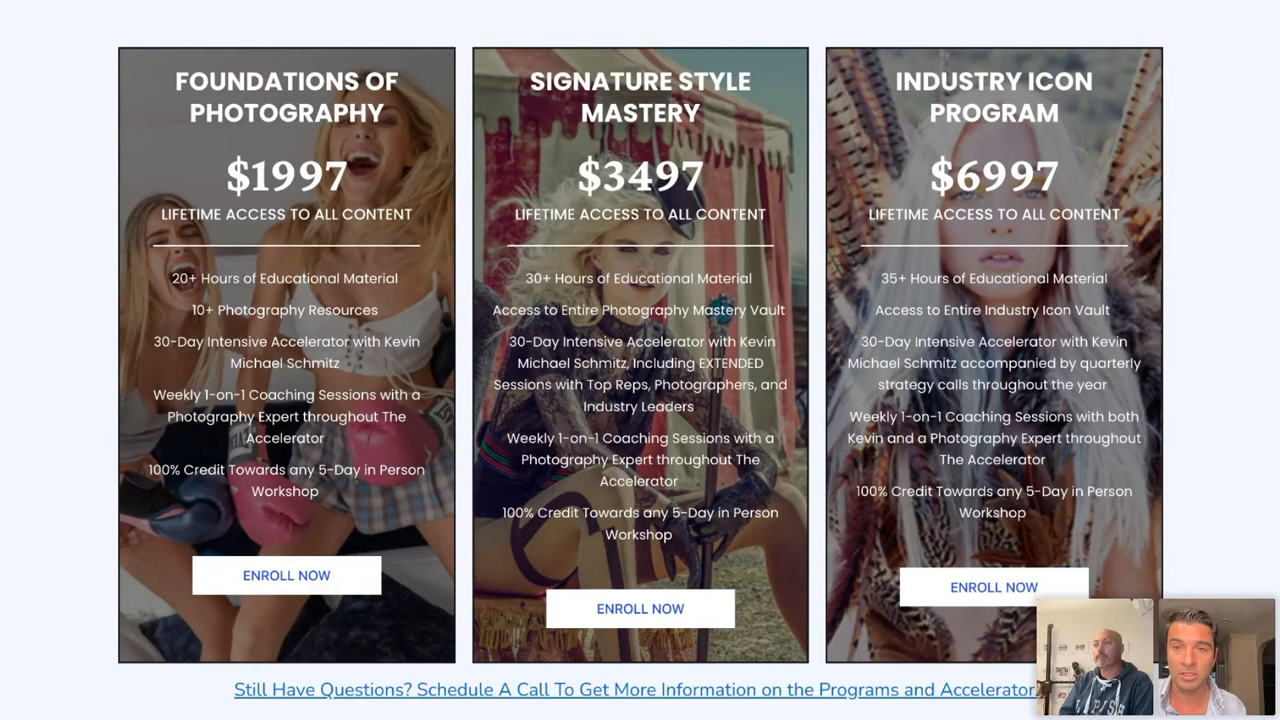 FOUNDATIONS OF
PHOTOGRAPHY
$1997
LIFETIME ACCESS TO ALL CONTENT
20+ Hours of Educational Material
10+ Photography Resources
30-Day Intensive Accelerator with Kevin
Michael Schmitz
Weekly 1-on-1 Coaching Sessions with a
Photography Expert throughout The
Accelerator
100% Credit Towards any 5-Day in Person
Workshop
ENROLL NOW
SIGNATURE STYLE
MASTERY
$3497
LIFETIME ACCESS TO ALL CONTENT
30+ Hours of Educational Material
Access to Entire Photography Mastery Vault
30-Day Intensive Accelerator with Kevin
Michael Schmitz, Including EXTENDED
Sessions with Top Reps, Photographers, and
Industry Leaders
Weekly 1-on-1 Coaching Sessions with a
Photography Expert throughout The
Accelerator
100% Credit Towards any 5-Day in Person
Workshop
ENROLL NOW
INDUSTRY ICON
PROGRAM
$6997
LIFETIME ACCESS TO ALL CONTENT
35+ Hours of Educational Material
Access to Entire Industry Icon Vault
30-Day Intensive Accelerator with Kevin
Michael Schmitz accompanied by quarterly
strategy calls throughout the year
Weekly 1-on-1 Coaching Sessions with both
Kevin and a Photography Expert throughout
The Accelerator
100% Credit Towards any 5-Day in Person
Workshop
ENROLL NOW
Still Have Questions? Schedule A Call To Get More Information on the Programs and Accelerator